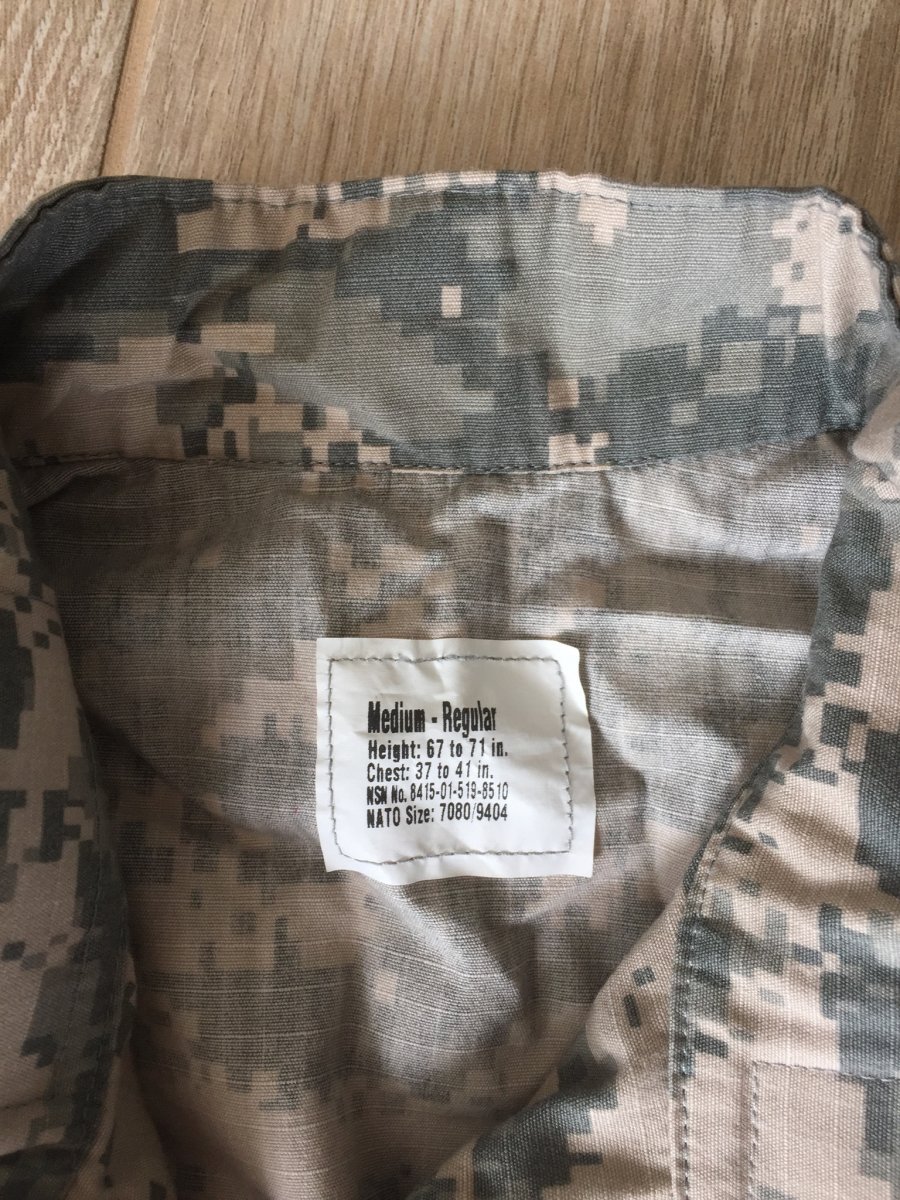 Medium - Regular
Height: 67 to 71 in.
Chest: 37 to 41 in.
NSN No. 8415-01-519-8510
NATO Size: 7080/9404